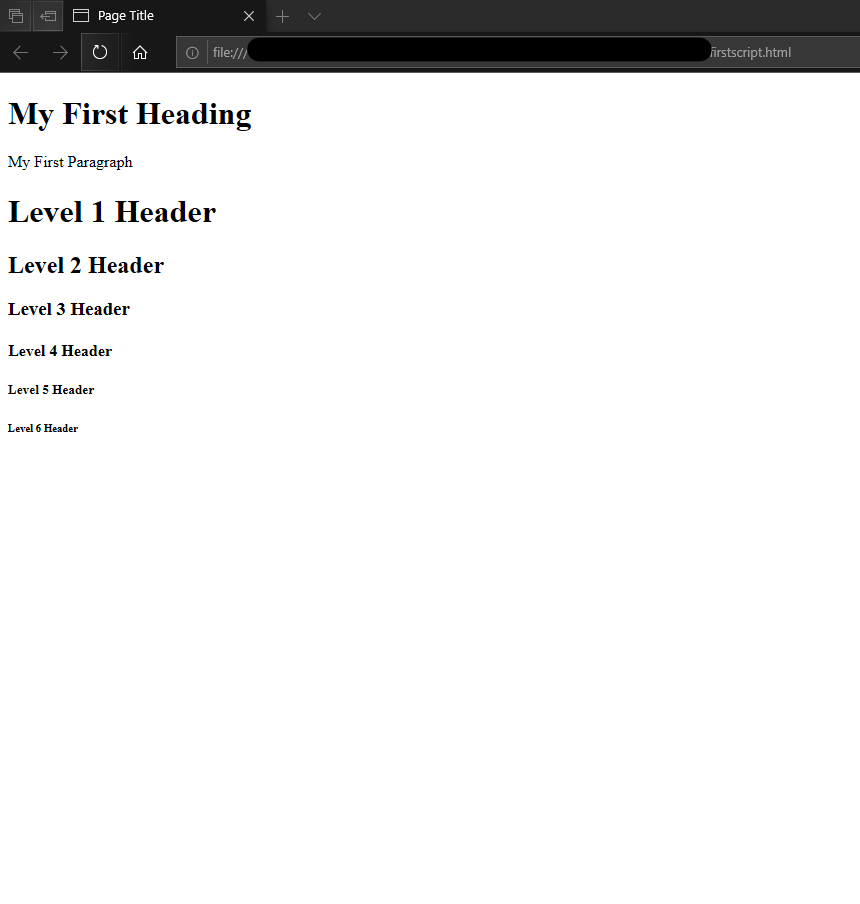 Page Title
file:///
firstscript.html
My First Heading
My First Paragraph
Level 1 Header
Level 2 Header
Level 3 Header
Level 4 Header
Level 5 Header
Level 6 Header